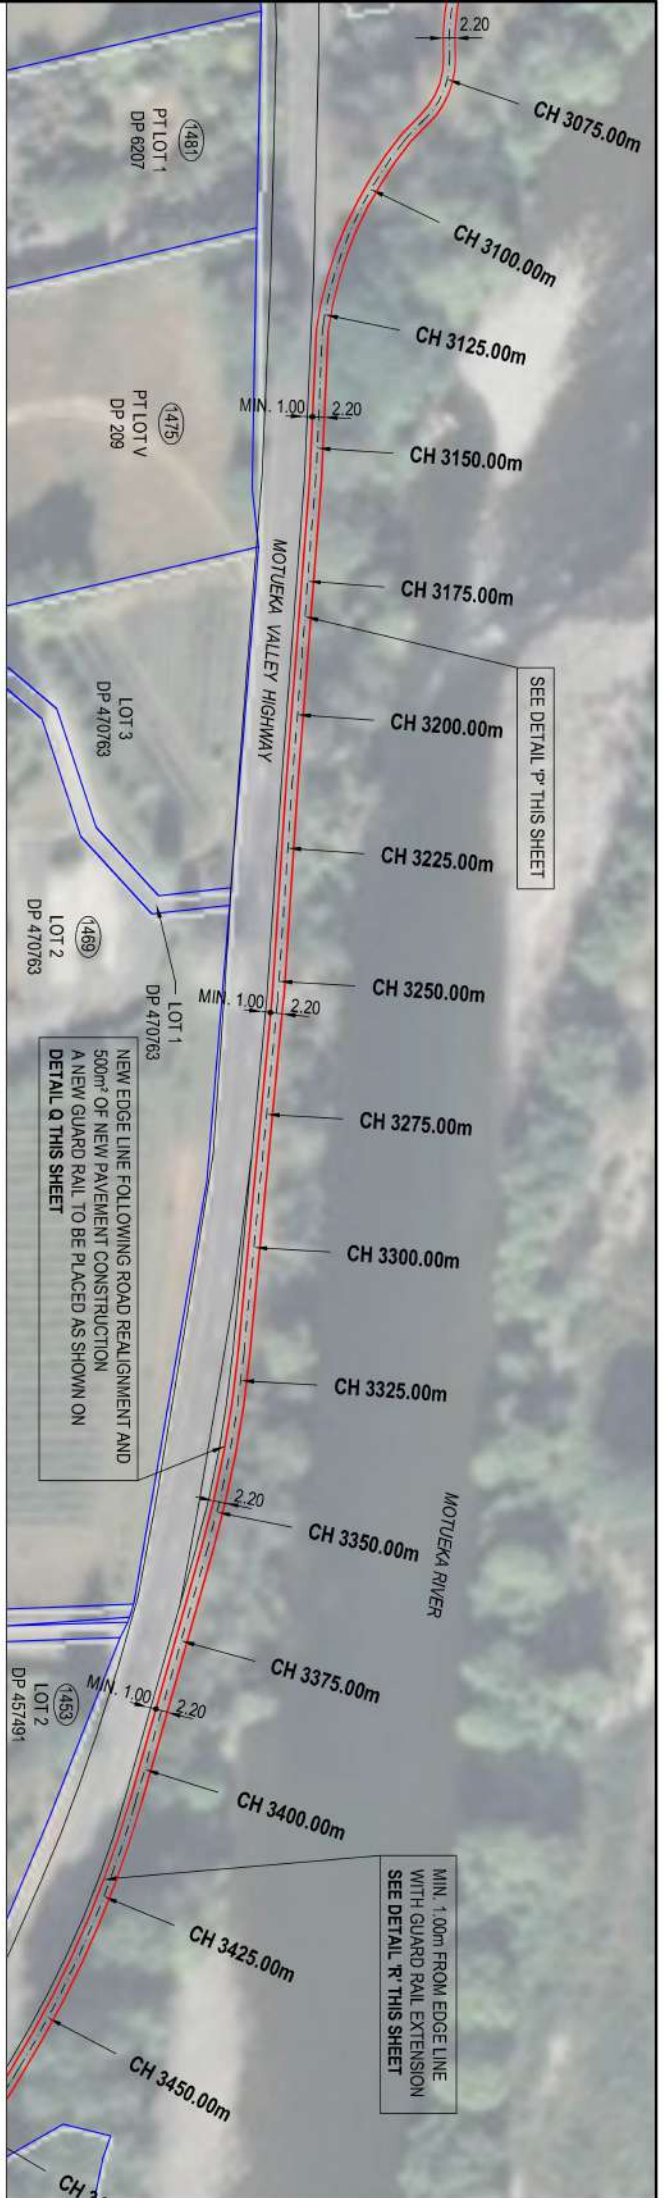 2.20
CH 3075.00m
1481
PT LOT 1
DP 6207
CH 3100.00m
CH 3125.00m
1475
PT LOT V
DP 209
MIN. 1.00
2.20
CH 3150.00m
MOTUEKA VALLEY HIGHWAY
CH 3175.00m
SEE DETAIL 'P' THIS SHEET
LOT 3
DP 470763
CH 3200.00m
CH 3225.00m
1469
LOT 2
DP 470763
LOT 1
DP 470763
CH 3250.00m
MIN. 1.00
2.20
NEW EDGE LINE FOLLOWING ROAD REALIGNMENT AND
500m² OF NEW PAVEMENT CONSTRUCTION
A NEW GUARD RAIL TO BE PLACED AS SHOWN ON
DETAIL Q THIS SHEET
CH 3275.00m
CH 3300.00m
CH 3325.00m
2.20
CH 3350.00m
MOTUEKA RIVER
1453
LOT 2
DP 457491
CH 3375.00m
MIN. 1.00
2.20
CH 3400.00m
MIN. 1.00m FROM EDGE LINE
WITH GUARD RAIL EXTENSION
SEE DETAIL 'R' THIS SHEET
CH 3425.00m
CH 3450.00m
CH